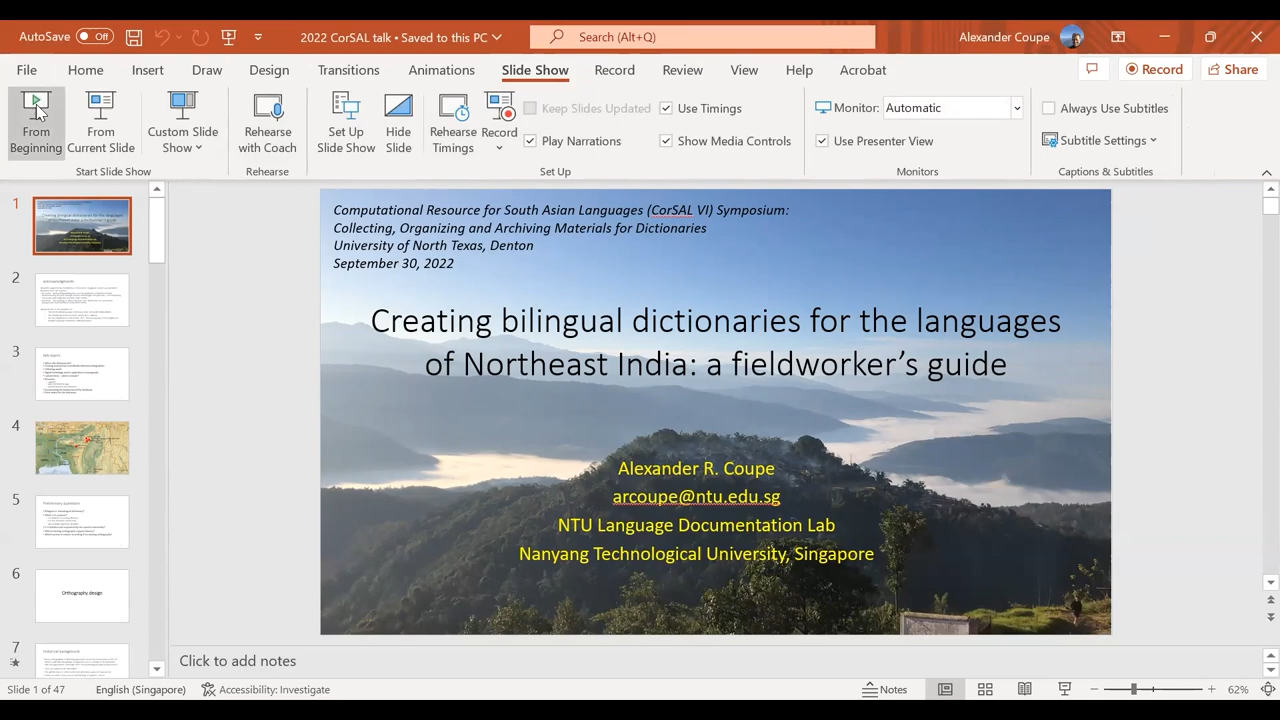 AutoSave Off 2022 CorSAL talk • Saved to this PC Search (Alt+Q) Alexander Coupe
File Home Insert Draw Design Transitions Animations Slide Show Record Review View Help Acrobat Record Share
From Beginning
From Current Slide
Custom Slide Show
Start Slide Show
Rehearse with Coach
Rehearse
Set Up Slide Show
Hide Slide
Rehearse Timings
Record
Keep Slides Updated
Play Narrations
Use Timings
Show Media Controls
Set Up
Monitor: Automatic
Use Presenter View
Monitors
Always Use Subtitles
Subtitle Settings
Captions & Subtitles
1
2
3
4
5
6
Orthography design
7
Computational Resource for South Asian Languages (CorSAL VI) Symposium:
Collecting, Organizing and Archiving Materials for Dictionaries
University of North Texas, Denton
September 30, 2022
Creating bilingual dictionaries for the languages
of Northeast India: a fieldworker’s guide
Alexander R. Coupe
arcoupe@ntu.edu.sg
NTU Language Documentation Lab
Nanyang Technological University, Singapore
Click to add notes
Slide 1 of 47 English (Singapore) Accessibility: Investigate Notes 62%